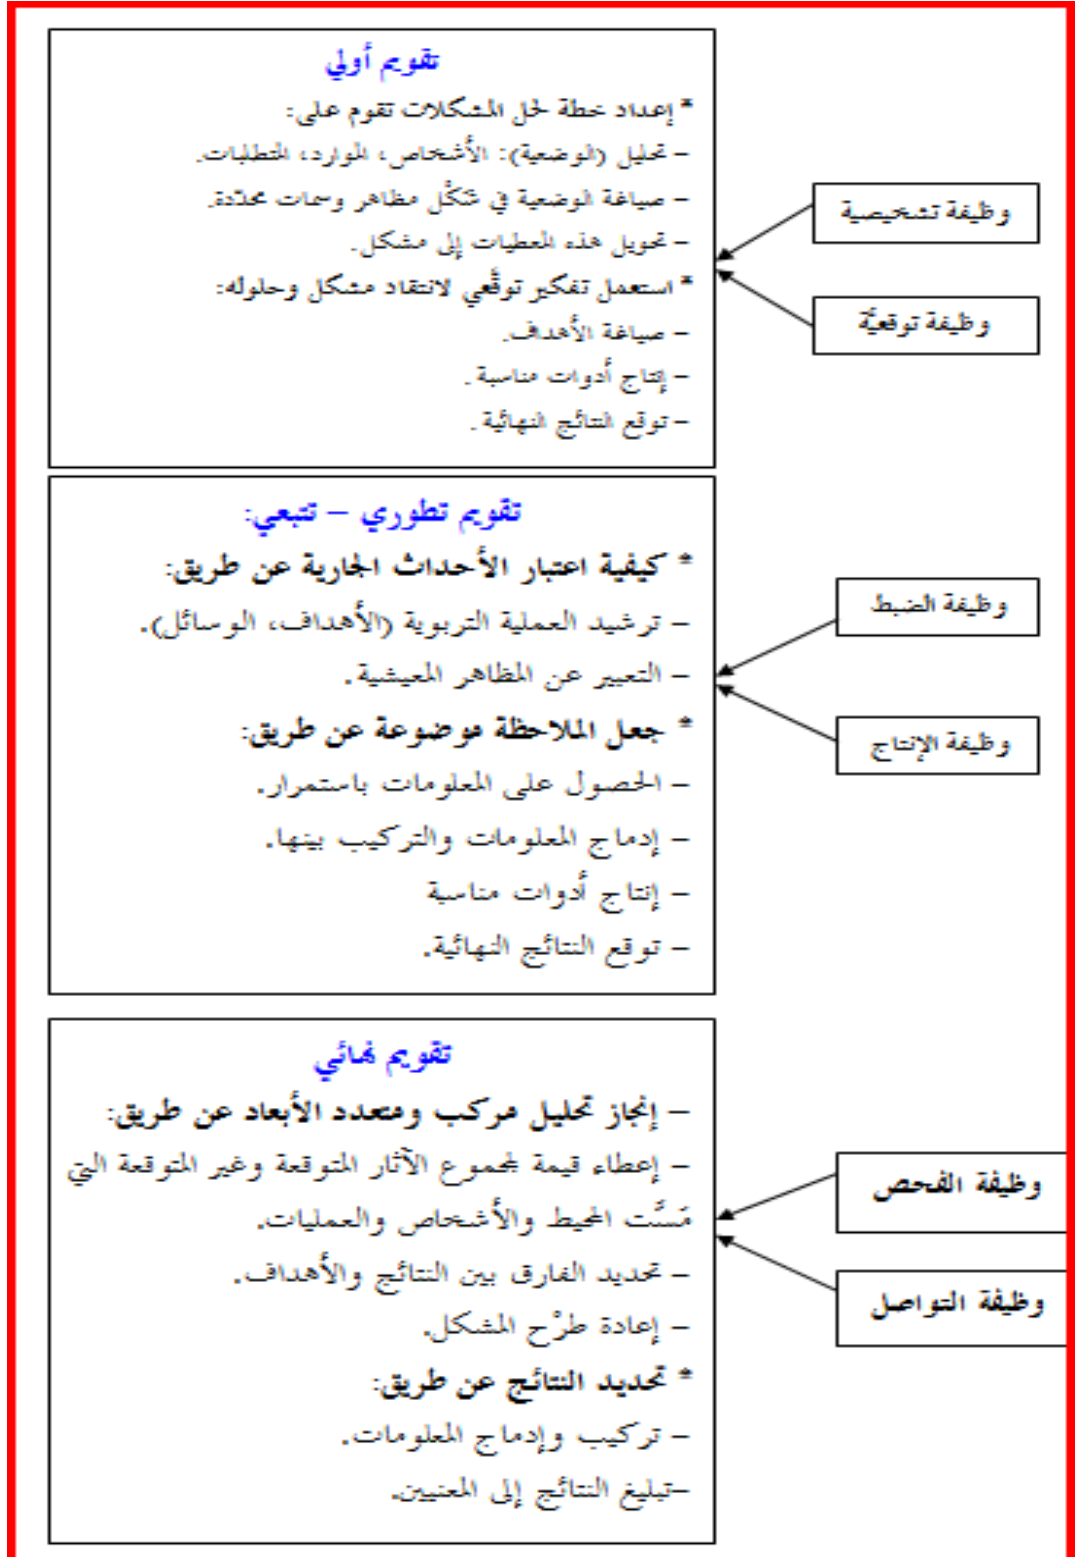 تقويم أولي
* إعداد خطة لحل المشكلات تقوم على:
– تحليل (الوضعية): الأشخاص، الموارد، المتطلبات.
– صياغة الوضعية في شَكْل مظاهر وسمات محدّدة.
– تحويل هذه المعطيات إلى مشكل.
* استعمل تفكير توقُّعي لانتقاد مشكل وحلوله:
– صياغة الأهداف.
– إنتاج أدوات مناسبة.
– توقع النتائج النهائية.
وظيفة تشخيصية
وظيفة توقعيَّة
تقويم تطوري – تتبعي:
* كيفية اعتبار الأحداث الجارية عن طريق:
– ترشيد العملية التربوية (الأهداف، الوسائل).
– التعبير عن المظاهر المعيشية.
* جعل الملاحظة موضوعة عن طريق:
– الحصول على المعلومات باستمرار.
– إدماج المعلومات والتركيب بينها.
– إنتاج أدوات مناسبة
– توقع النتائج النهائية.
وظيفة الضبط
وظيفة الإنتاج
تقويم نهائي
– إنجاز تحليل مركب ومتعدد الأبعاد عن طريق:
– إعطاء قيمة لمجموع الآثار المتوقعة وغير المتوقعة التي
مَسَّت المحيط والأشخاص والعمليات.
– تحديد الفارق بين النتائج والأهداف.
– إعادة طرْح المشكل.
* تحديد النتائج عن طريق:
– تركيب وإدماج المعلومات.
–تبليغ النتائج إلى المعنيين.
وظيفة الفحص
وظيفة التواصل